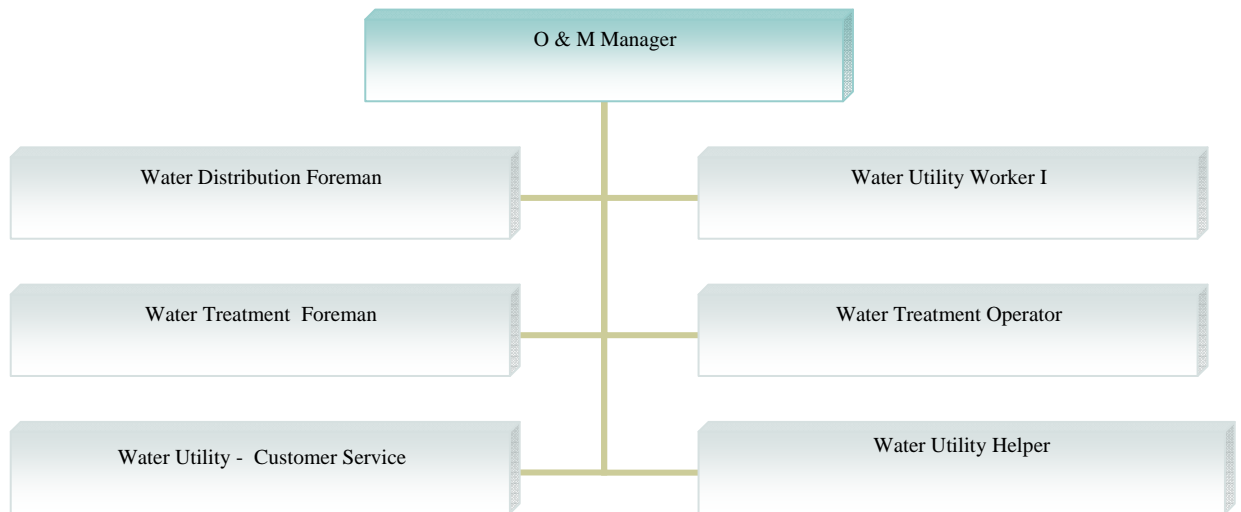 O & M Manager
Water Distribution Foreman
Water Utility Worker I
Water Treatment Foreman
Water Treatment Operator
Water Utility - Customer Service
Water Utility Helper